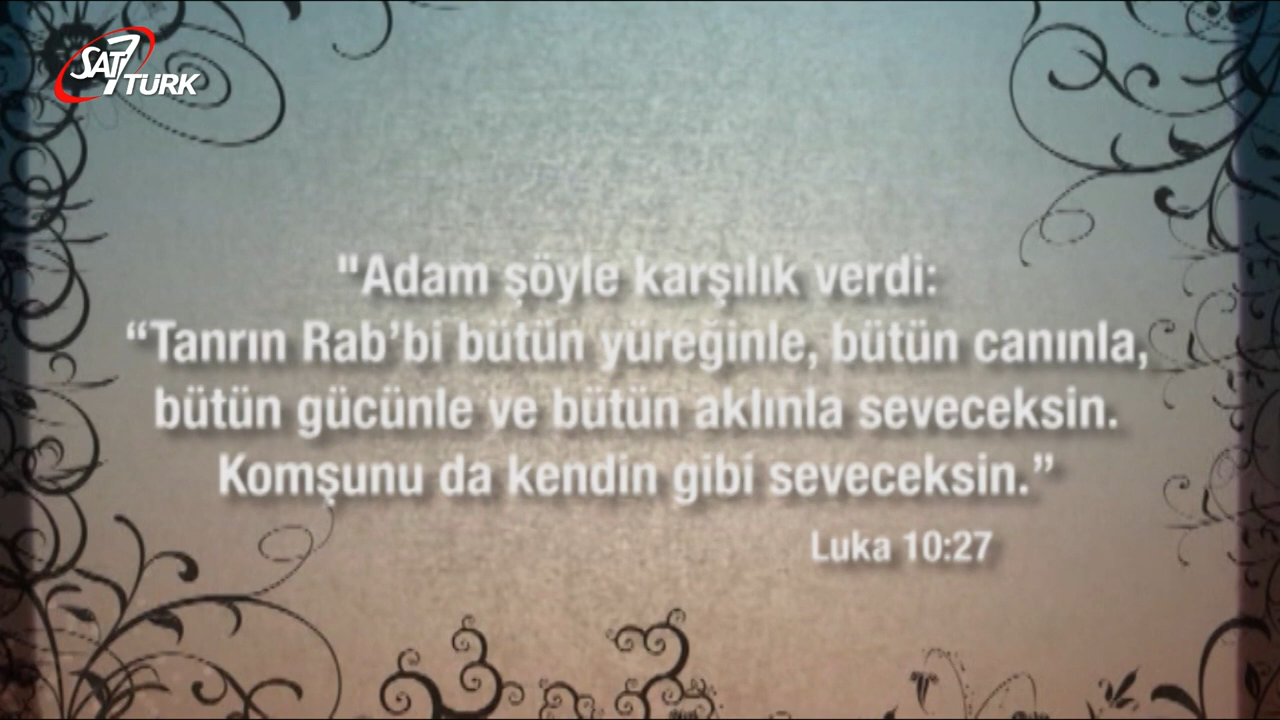 SAT7 TÜRK
"Adam şöyle karşılık verdi:
“Tanrın Rab’bi bütün yüreğinle, bütün canınla,
bütün gücünle ve bütün aklınla seveceksin.
Komşunu da kendin gibi seveceksin.”
Luka 10:27